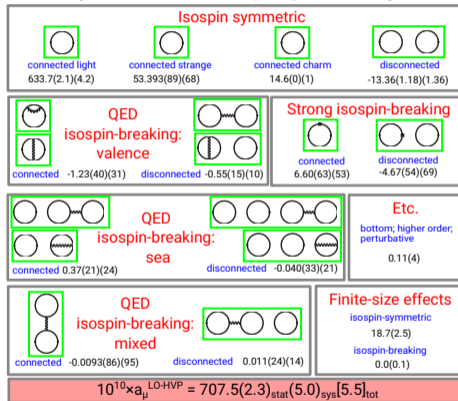 Isospin symmetric
connected light connected strange connected charm disconnected
633.7(2.1)(4.2) 53.393(89)(68) 14.6(0)(1) -13.36(1.18)(1.36)
QED
isospin-breaking:
valence
connected -1.23(40)(31) disconnected -0.55(15)(10)
Strong isospin-breaking
connected disconnected
6.60(63)(53) -4.67(54)(69)
QED
isospin-breaking:
sea
connected 0.37(21)(24) disconnected -0.040(33)(21)
Etc.
bottom; higher order;
perturbative
0.11(4)
QED
isospin-breaking:
mixed
connected -0.0093(86)(95) disconnected 0.011(24)(14)
Finite-size effects
isospin-symmetric
18.7(2.5)
isospin-breaking
0.0(0.1)
10¹⁰×aμ^LO-HVP = 707.5(2.3)stat(5.0)sys[5.5]tot